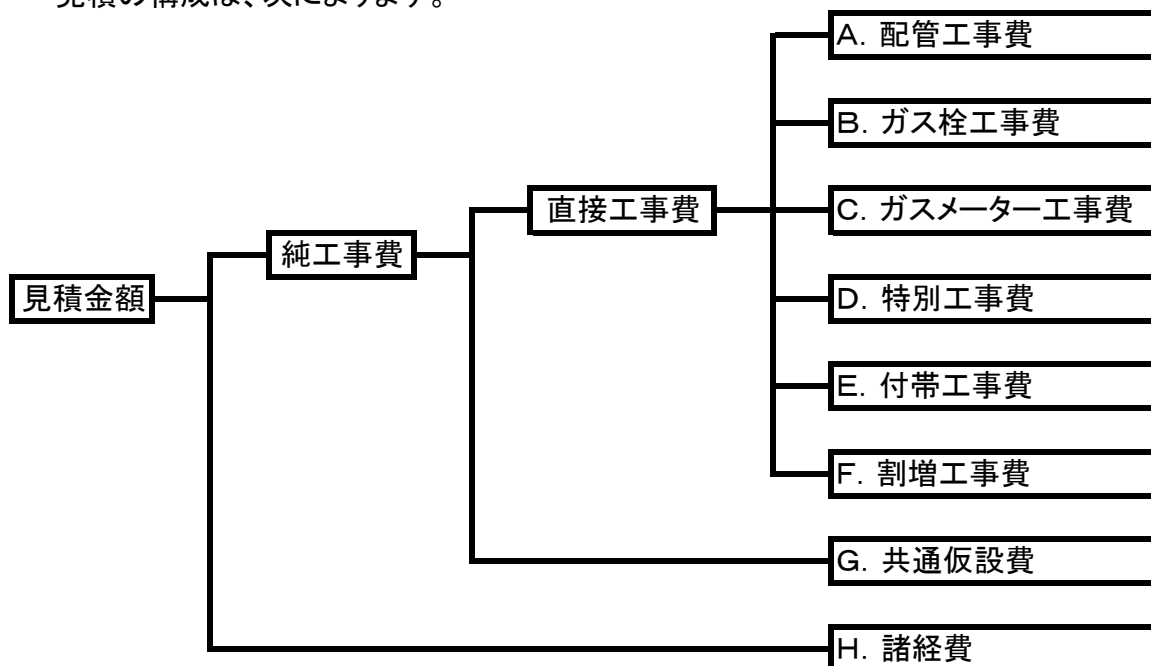 見積の構成は、次によります。
A. 配管工事費
B. ガス栓工事費
直接工事費
C. ガスメーター工事費
純工事費
見積金額
D. 特別工事費
E. 付帯工事費
F. 割増工事費
G. 共通仮設費
H. 諸経費